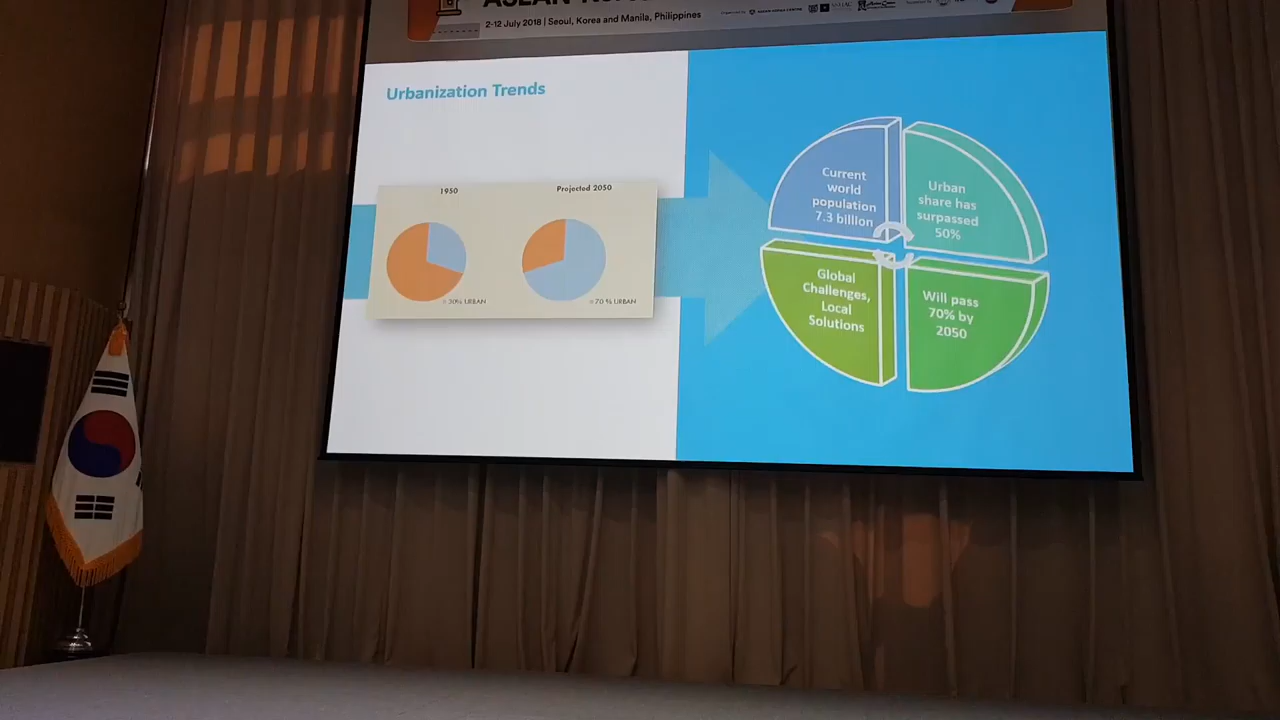 ASEAN
2-12 July 2018 | Seoul, Korea and Manila, Philippines
Urbanization Trends
1950
Projected 2050
30% URBAN
70 % URBAN
Current
world
population
7.3 billion
Urban
share has
surpassed
50%
Global
Challenges,
Local
Solutions
Will pass
70% by
2050